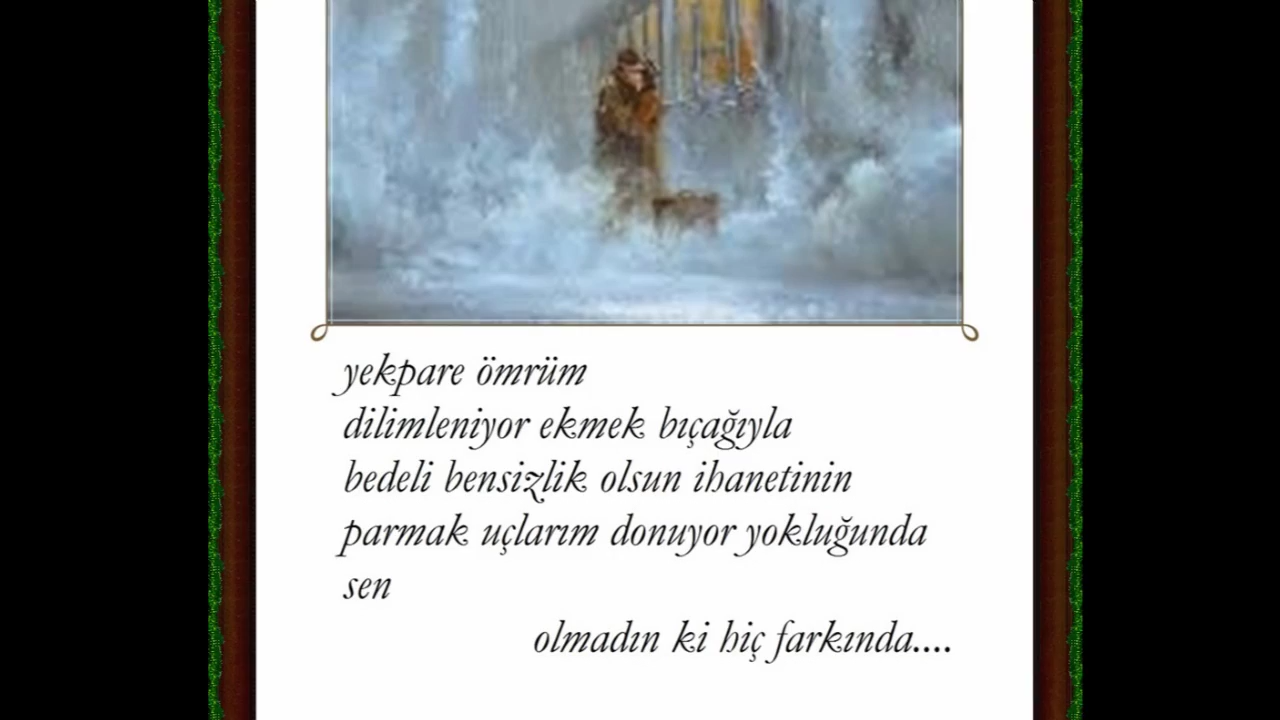 yekpare ömrüm
dilimleniyor ekmek bıçağıyla
bedeli bensizlik olsun ihanetinin
parmak uçlarım donuyor yokluğunda
sen
olmadın ki hiç farkında....